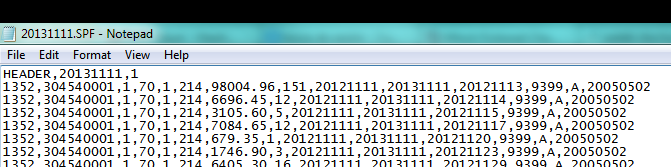 20131111.SPF - Notepad
File Edit Format View Help
HEADER,20131111,1
1352,304540001,1,70,1,214,98004.96,151,20121111,20131111,20121113,9399,A,20050502
1352,304540001,1,70,1,214,6696.45,12,20121111,20131111,20121114,9399,A,20050502
1352,304540001,1,70,1,214,3105.60,5,20121111,20131111,20121115,9399,A,20050502
1352,304540001,1,70,1,214,7084.65,12,20121111,20131111,20121117,9399,A,20050502
1352,304540001,1,70,1,214,679.35,1,20121111,20131111,20121120,9399,A,20050502
1352,304540001,1,70,1,214,1746.90,3,20121111,20131111,20121123,9399,A,20050502
1352,304540001,1,70,1,214,6405.30,16,20121111,20131111,20121129,9399,A,20050502